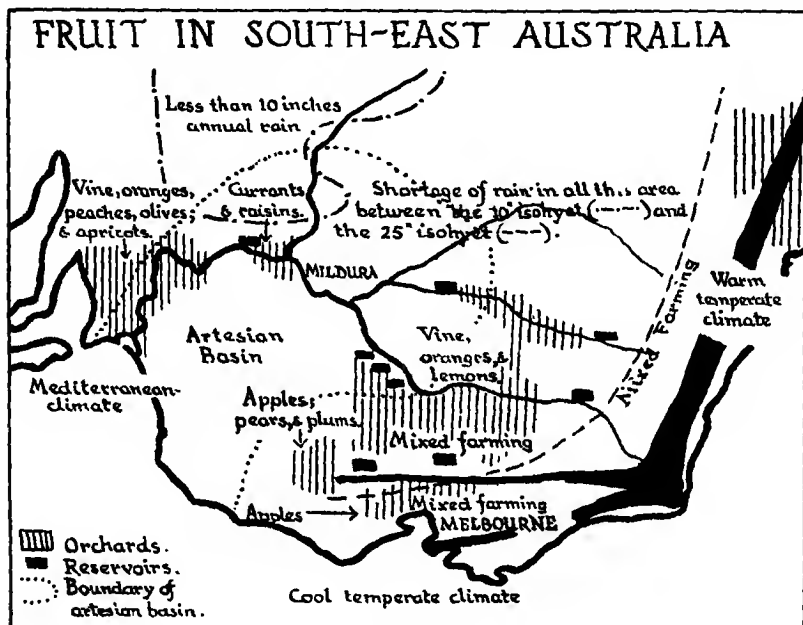 FRUIT IN SOUTH-EAST AUSTRALIA
Less than 10 inches
annual rain
Vine, oranges,
peaches, olives;
& apricots.
Currants
& raisins.
Shortage of rain in all this area
between the 10" isohyet (-·-·-) and
the 25" isohyet (---).
MILDURA
Warm
temperate
climate
Mixed Farming
Artesian
Basin
Vine,
oranges, &
lemons.
Mediterranean-
climate
Apples;
pears, & plums.
Mixed farming
Apples
Mixed farming
MELBOURNE
Orchards.
Reservoirs.
Boundary of
artesian basin.
Cool temperate climate